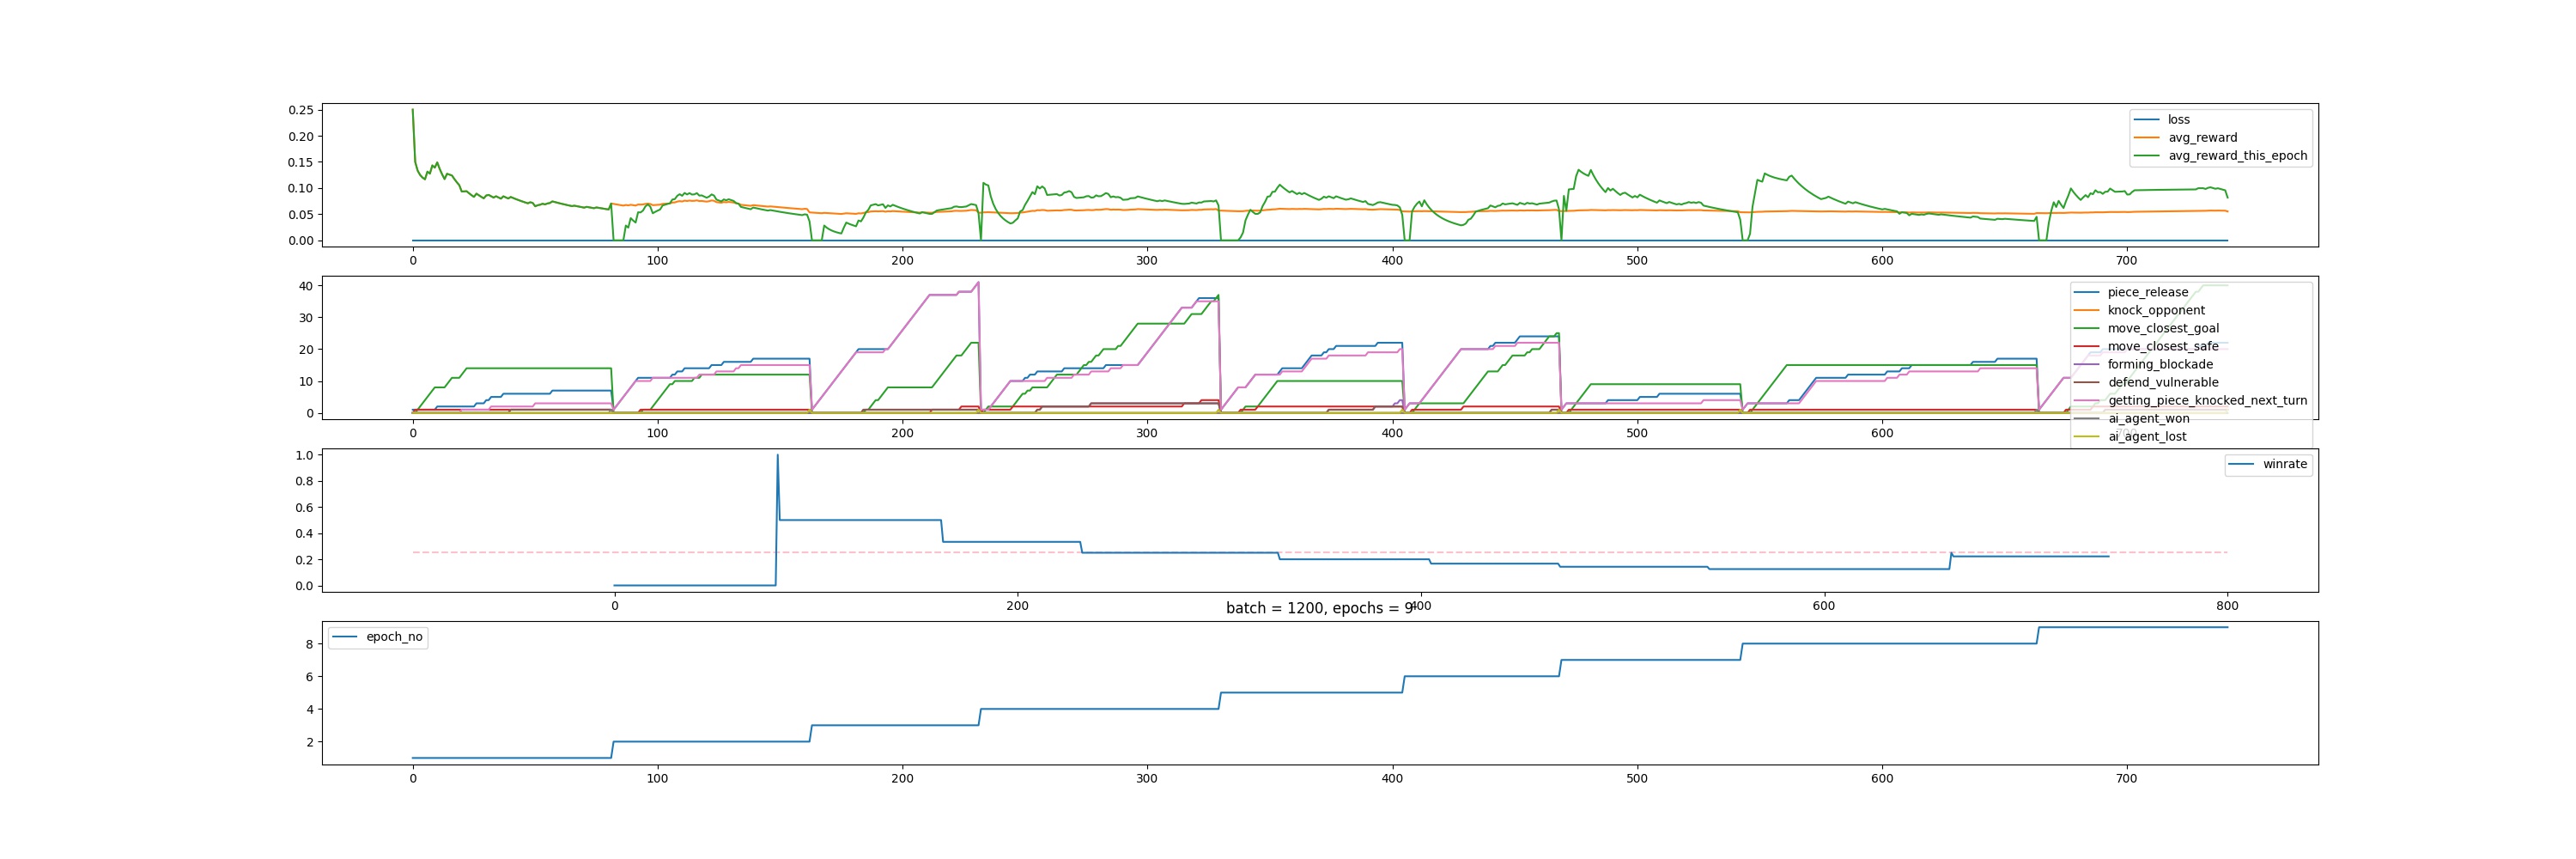 0.25
0.20
0.15
0.10
0.05
0.00
loss
avg_reward
avg_reward_this_epoch
0 100 200 300 400 500 600 700
40
30
20
10
0
piece_release
knock_opponent
move_closest_goal
move_closest_safe
forming_blockade
defend_vulnerable
getting_piece_knocked_next_turn
ai_agent_won
ai_agent_lost
0 100 200 300 400 500 600 700
1.0
0.8
0.6
0.4
0.2
0.0
winrate
0 200 400 600 800
batch = 1200, epochs = 9
epoch_no
8
6
4
2
0 100 200 300 400 500 600 700